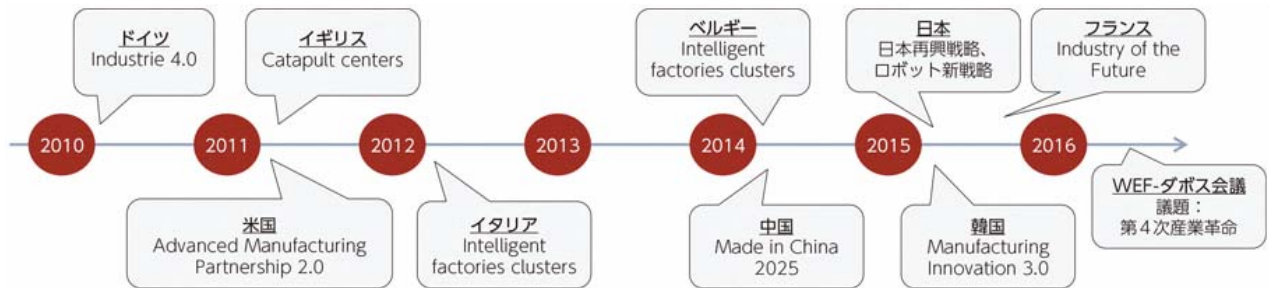 ドイツ
Industrie 4.0
イギリス
Catapult centers
ベルギー
Intelligent
factories clusters
日本
日本再興戦略、
ロボット新戦略
フランス
Industry of the
Future
2010
2011
2012
2013
2014
2015
2016
米国
Advanced Manufacturing
Partnership 2.0
イタリア
Intelligent
factories clusters
中国
Made in China
2025
韓国
Manufacturing
Innovation 3.0
WEF-ダボス会議
議題：
第4次産業革命